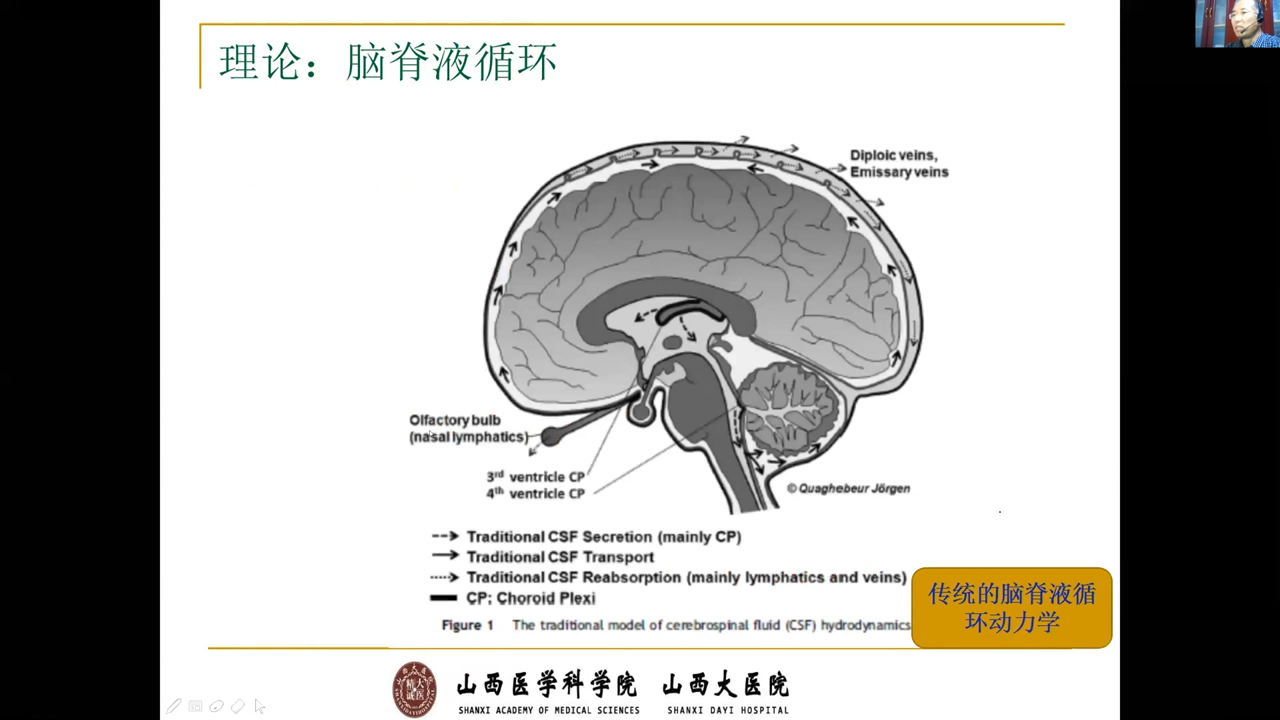 理论：脑脊液循环
Diploic veins,
Emissary veins
Olfactory bulb
(nasal lymphatics)
3rd ventricle CP
4th ventricle CP
© Quaghebeur Jörgen
Traditional CSF Secretion (mainly CP)
Traditional CSF Transport
Traditional CSF Reabsorption (mainly lymphatics and veins)
CP: Choroid Plexi
Figure 1 The traditional model of cerebrospinal fluid (CSF) hydrodynamics
传统的脑脊液循
环动力学
山西医学科学院 山西大医院
SHANXI ACADEMY OF MEDICAL SCIENCES SHANXI DAYI HOSPITAL